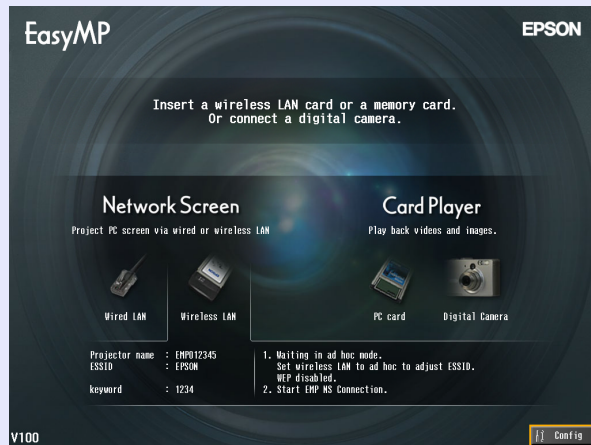 EasyMP
EPSON
Insert a wireless LAN card or a memory card.
Or connect a digital camera.
Network Screen
Project PC screen via wired or wireless LAN
Wired LAN
Wireless LAN
Card Player
Play back videos and images.
PC card
Digital Camera
Projector name : EMP012345
ESSID : EPSON
keyword : 1234
1. Waiting in ad hoc mode.
Set wireless LAN to ad hoc to adjust ESSID.
WEP disabled.
2. Start EMP NS Connection.
V100
Config